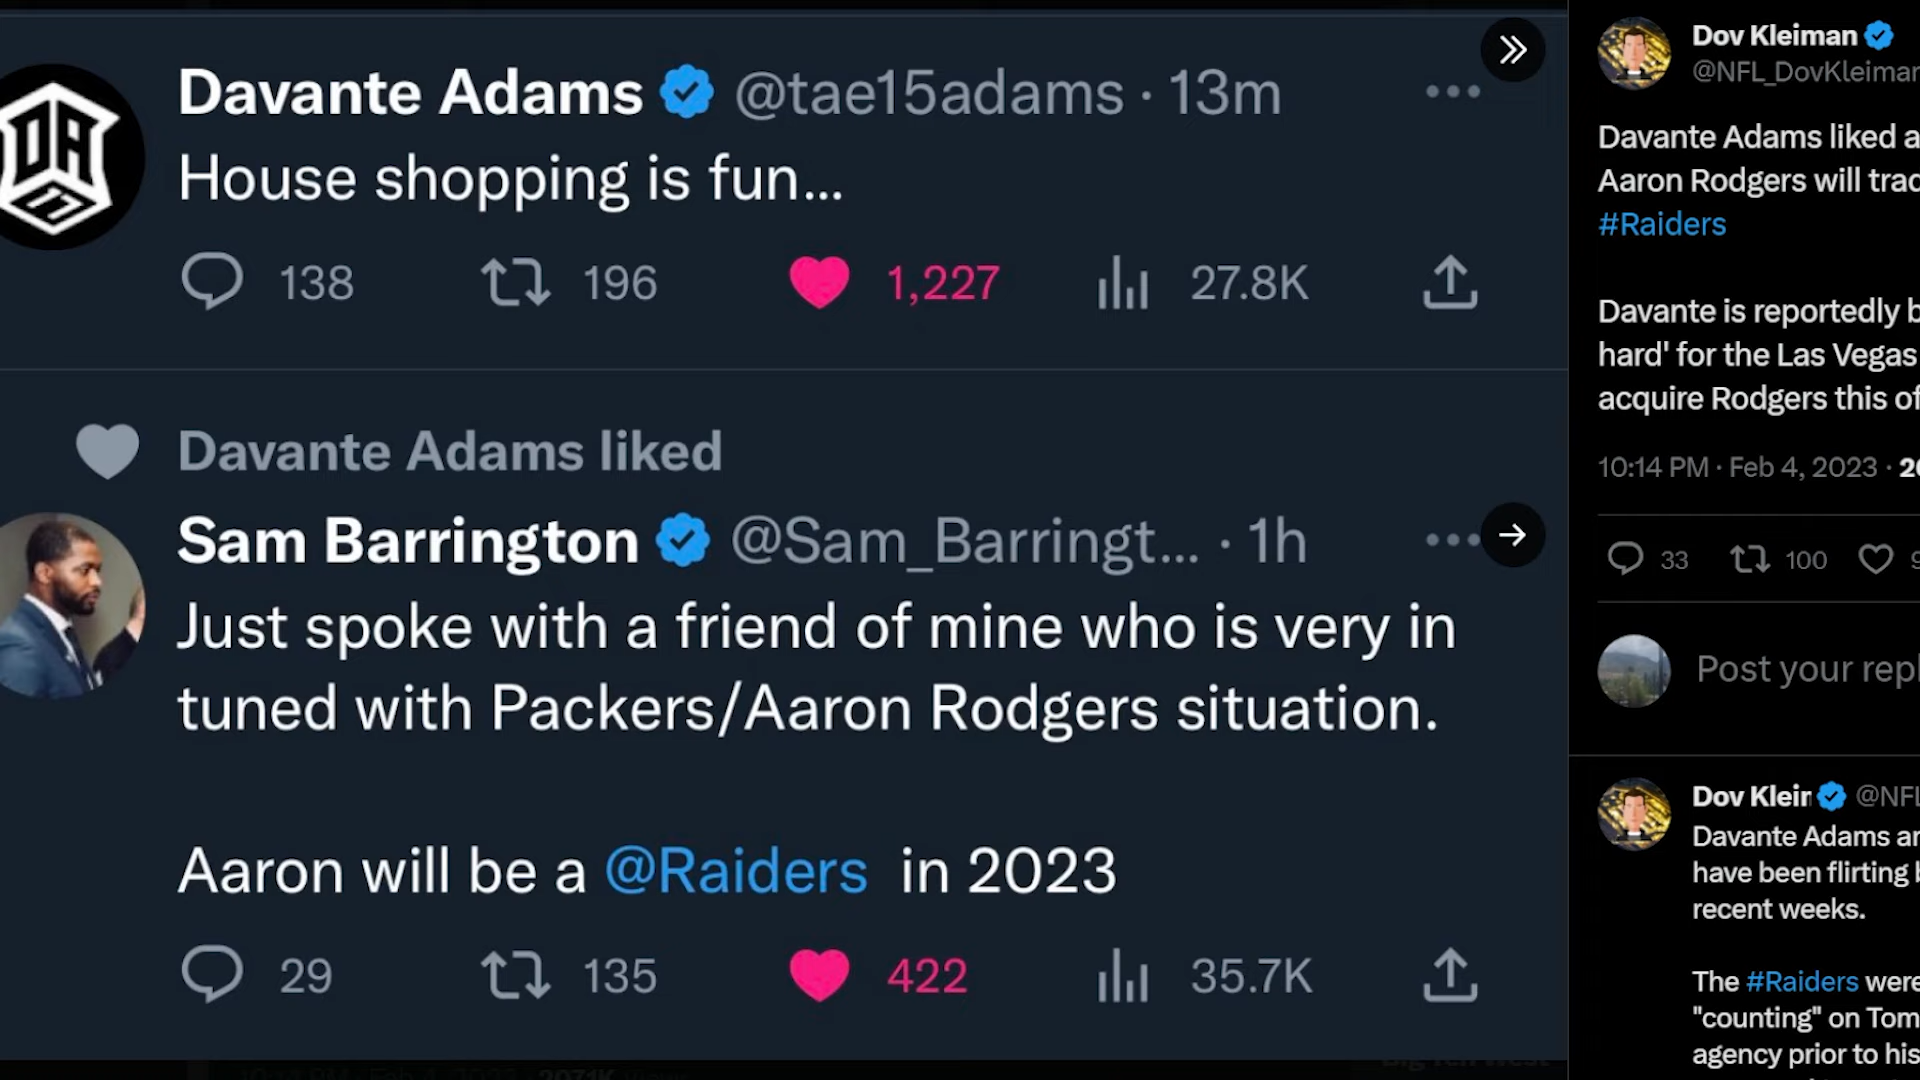 Davante Adams @tae15adams · 13m
House shopping is fun...
138 196 1,227 27.8K
Davante Adams liked
Sam Barrington @Sam_Barringt... · 1h
Just spoke with a friend of mine who is very in
tuned with Packers/Aaron Rodgers situation.
Aaron will be a @Raiders in 2023
29 135 422 35.7K
Dov Kleiman
@NFL_DovKleiman
Davante Adams liked a
Aaron Rodgers will trad
#Raiders
Davante is reportedly b
hard' for the Las Vegas
acquire Rodgers this of
10:14 PM · Feb 4, 2023 · 20
33 100 9
Post your repl
Dov Kleir @NFL
Davante Adams an
have been flirting b
recent weeks.
The #Raiders were
"counting" on Tom
agency prior to his